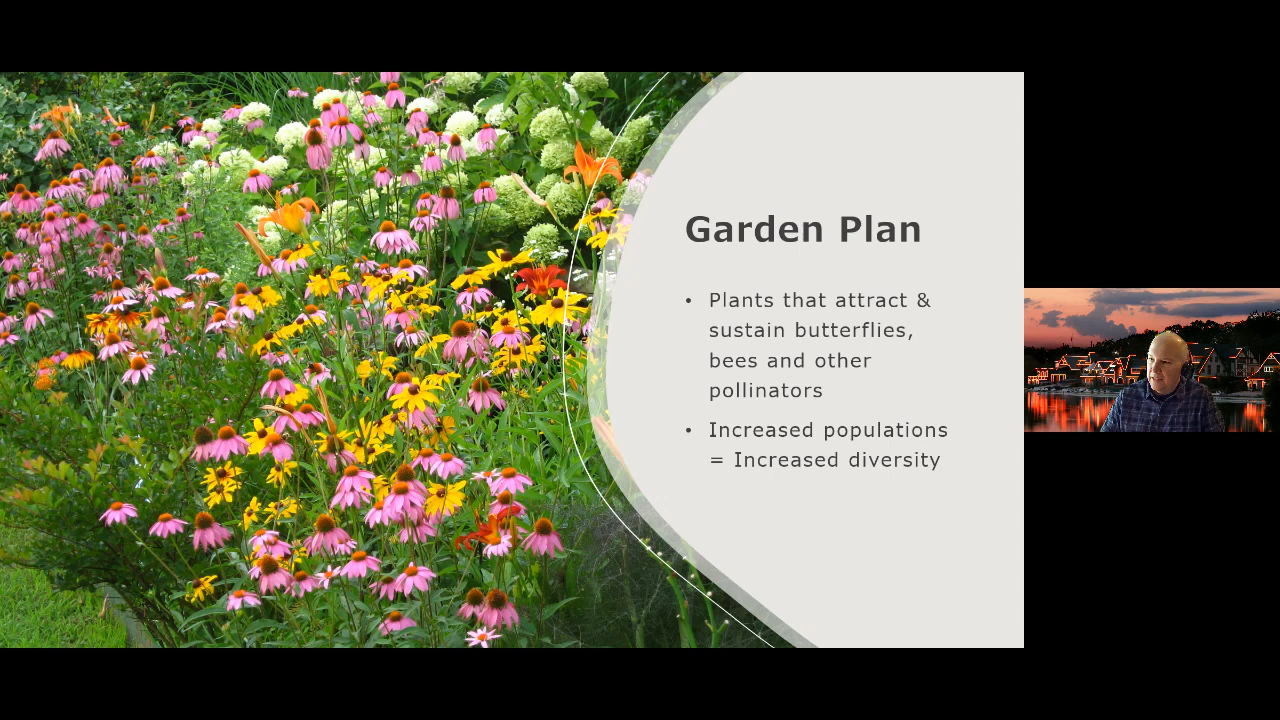 Garden Plan
• Plants that attract &
sustain butterflies,
bees and other
pollinators
• Increased populations
= Increased diversity